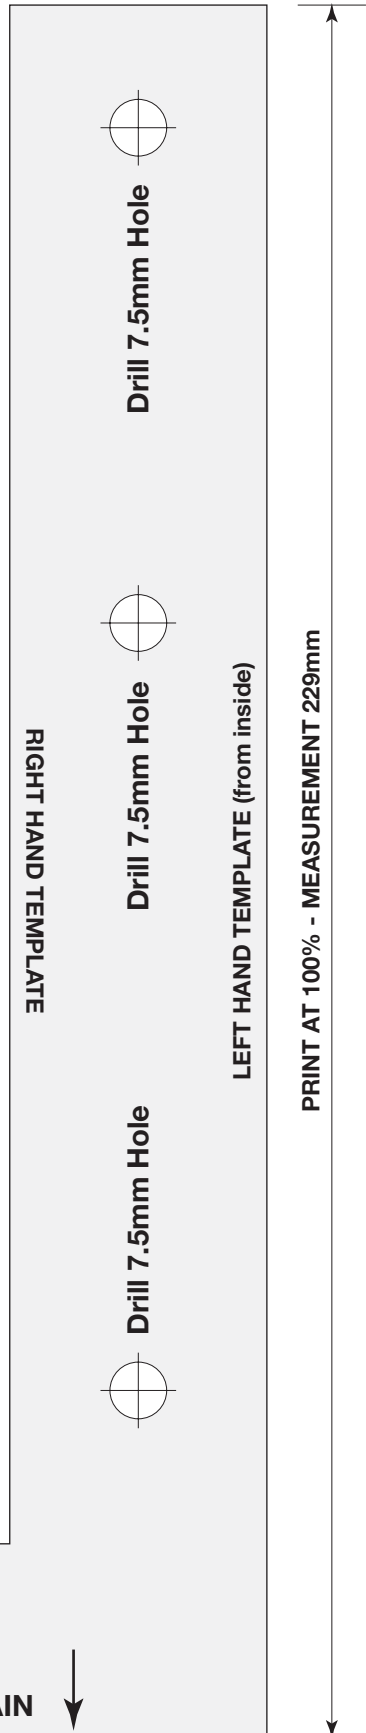 Drill 7.5mm Hole
Drill 7.5mm Hole
RIGHT HAND TEMPLATE
LEFT HAND TEMPLATE (from inside)
PRINT AT 100% - MEASUREMENT 229mm
Drill 7.5mm Hole